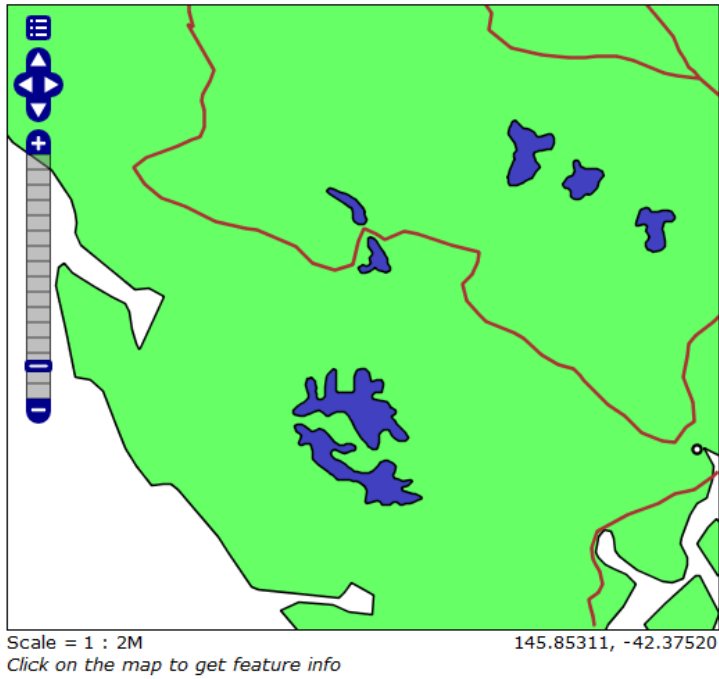 Scale = 1 : 2M 145.85311, -42.37520
Click on the map to get feature info